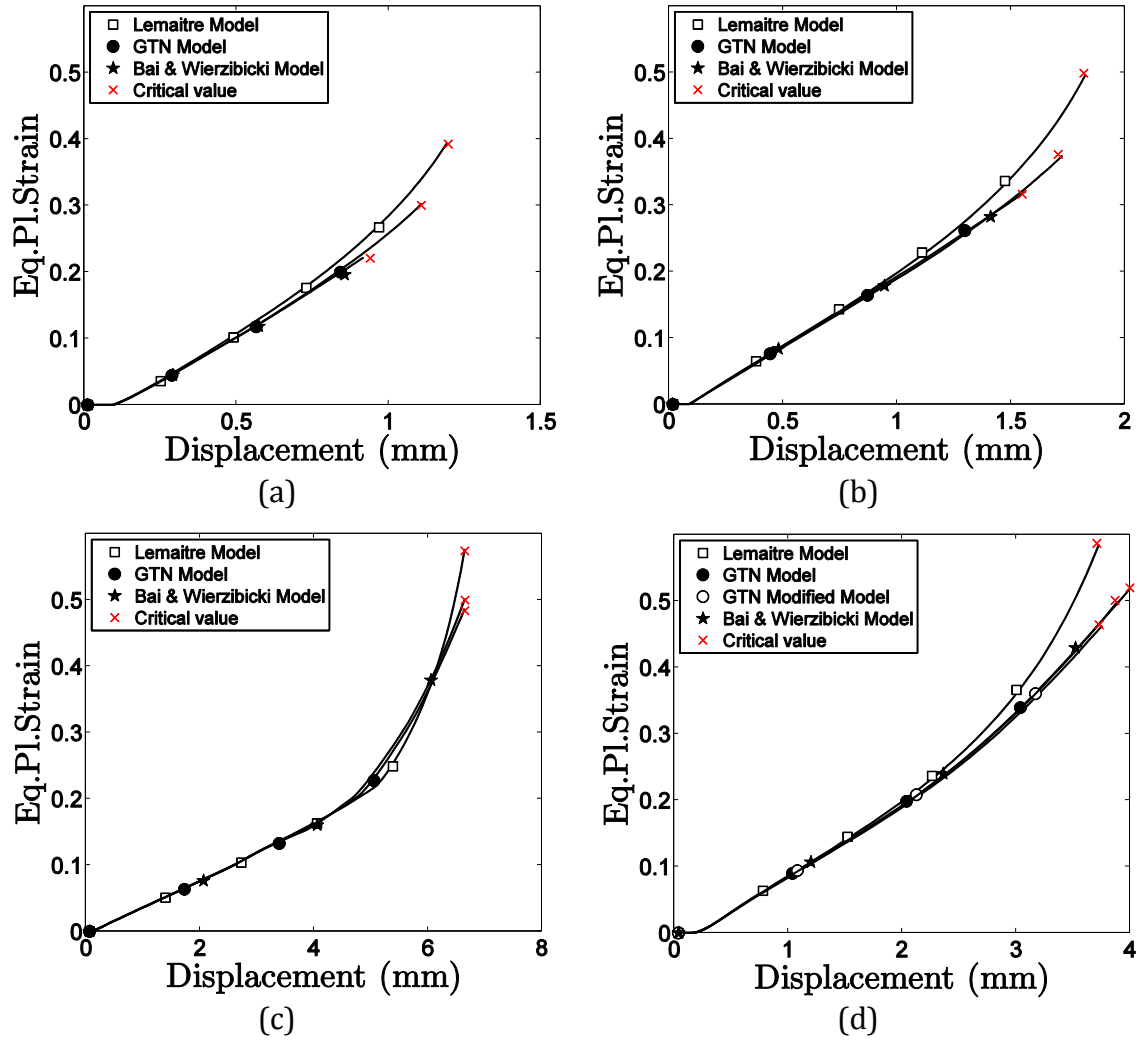 Lemaitre Model
GTN Model
Bai & Wierzibicki Model
Critical value
0.5
0.4
0.3
0.2
0.1
0
Eq.Pl.Strain
0
0.5
1
1.5
Displacement (mm)
(a)
Lemaitre Model
GTN Model
Bai & Wierzibicki Model
Critical value
0.5
0.4
0.3
0.2
0.1
0
Eq.Pl.Strain
0
0.5
1
1.5
2
Displacement (mm)
(b)
Lemaitre Model
GTN Model
Bai & Wierzibicki Model
Critical value
0.5
0.4
0.3
0.2
0.1
0
Eq.Pl.Strain
0
2
4
6
8
Displacement (mm)
(c)
Lemaitre Model
GTN Model
GTN Modified Model
Bai & Wierzibicki Model
Critical value
0.5
0.4
0.3
0.2
0.1
0
Eq.Pl.Strain
0
1
2
3
4
Displacement (mm)
(d)